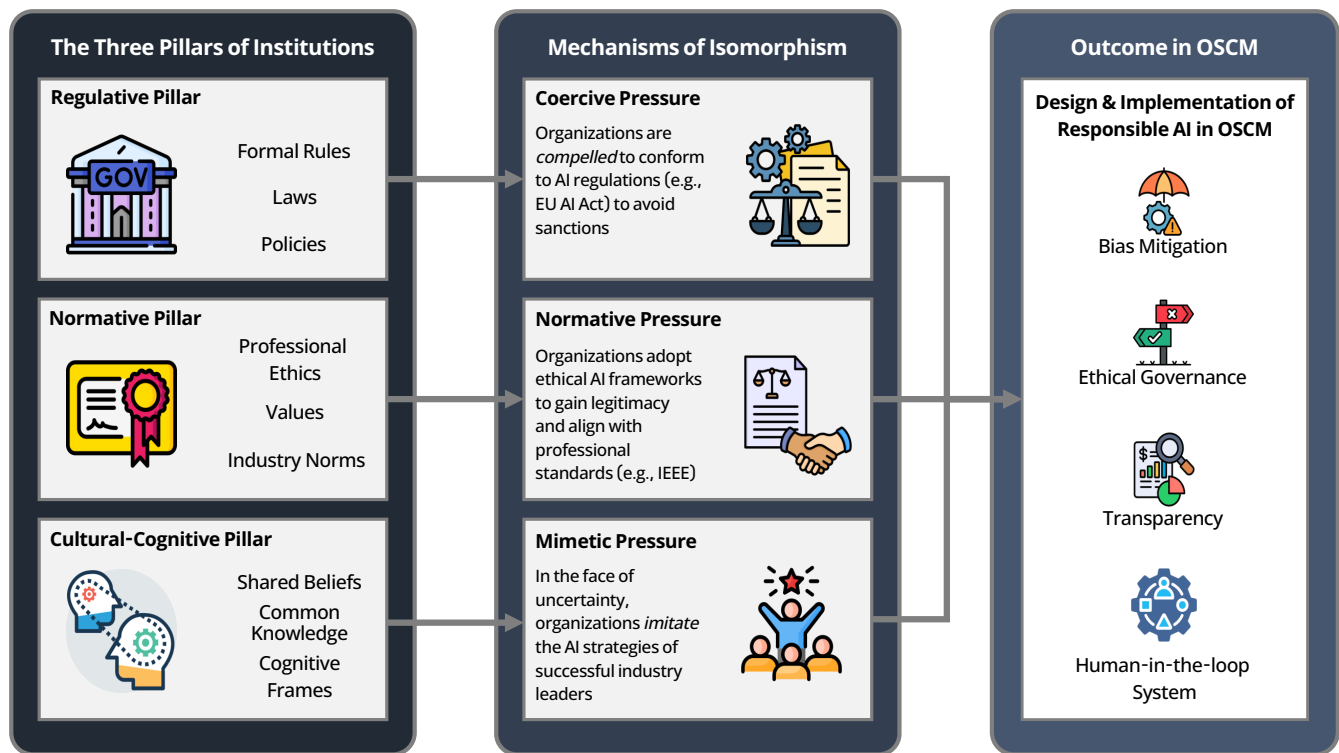 The Three Pillars of Institutions
Regulative Pillar
GOV
Formal Rules
Laws
Policies
Normative Pillar
Professional
Ethics
Values
Industry Norms
Cultural-Cognitive Pillar
Shared Beliefs
Common
Knowledge
Cognitive
Frames
Mechanisms of Isomorphism
Coercive Pressure
Organizations are
compelled to conform
to AI regulations (e.g.,
EU AI Act) to avoid
sanctions
Normative Pressure
Organizations adopt
ethical AI frameworks
to gain legitimacy
and align with
professional
standards (e.g., IEEE)
Mimetic Pressure
In the face of
uncertainty,
organizations imitate
the AI strategies of
successful industry
leaders
Outcome in OSCM
Design & Implementation of
Responsible AI in OSCM
Bias Mitigation
Ethical Governance
$
Transparency
Human-in-the-loop
System